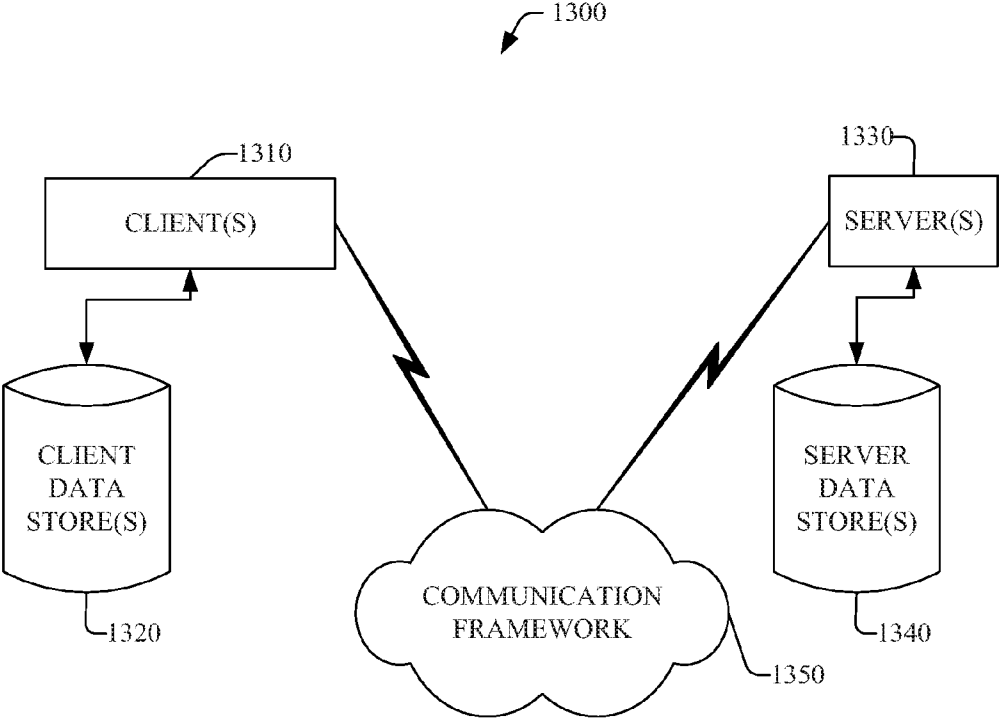 1300
1310
CLIENT(S)
1330
SERVER(S)
CLIENT
DATA
STORE(S)
1320
SERVER
DATA
STORE(S)
1340
COMMUNICATION
FRAMEWORK
1350